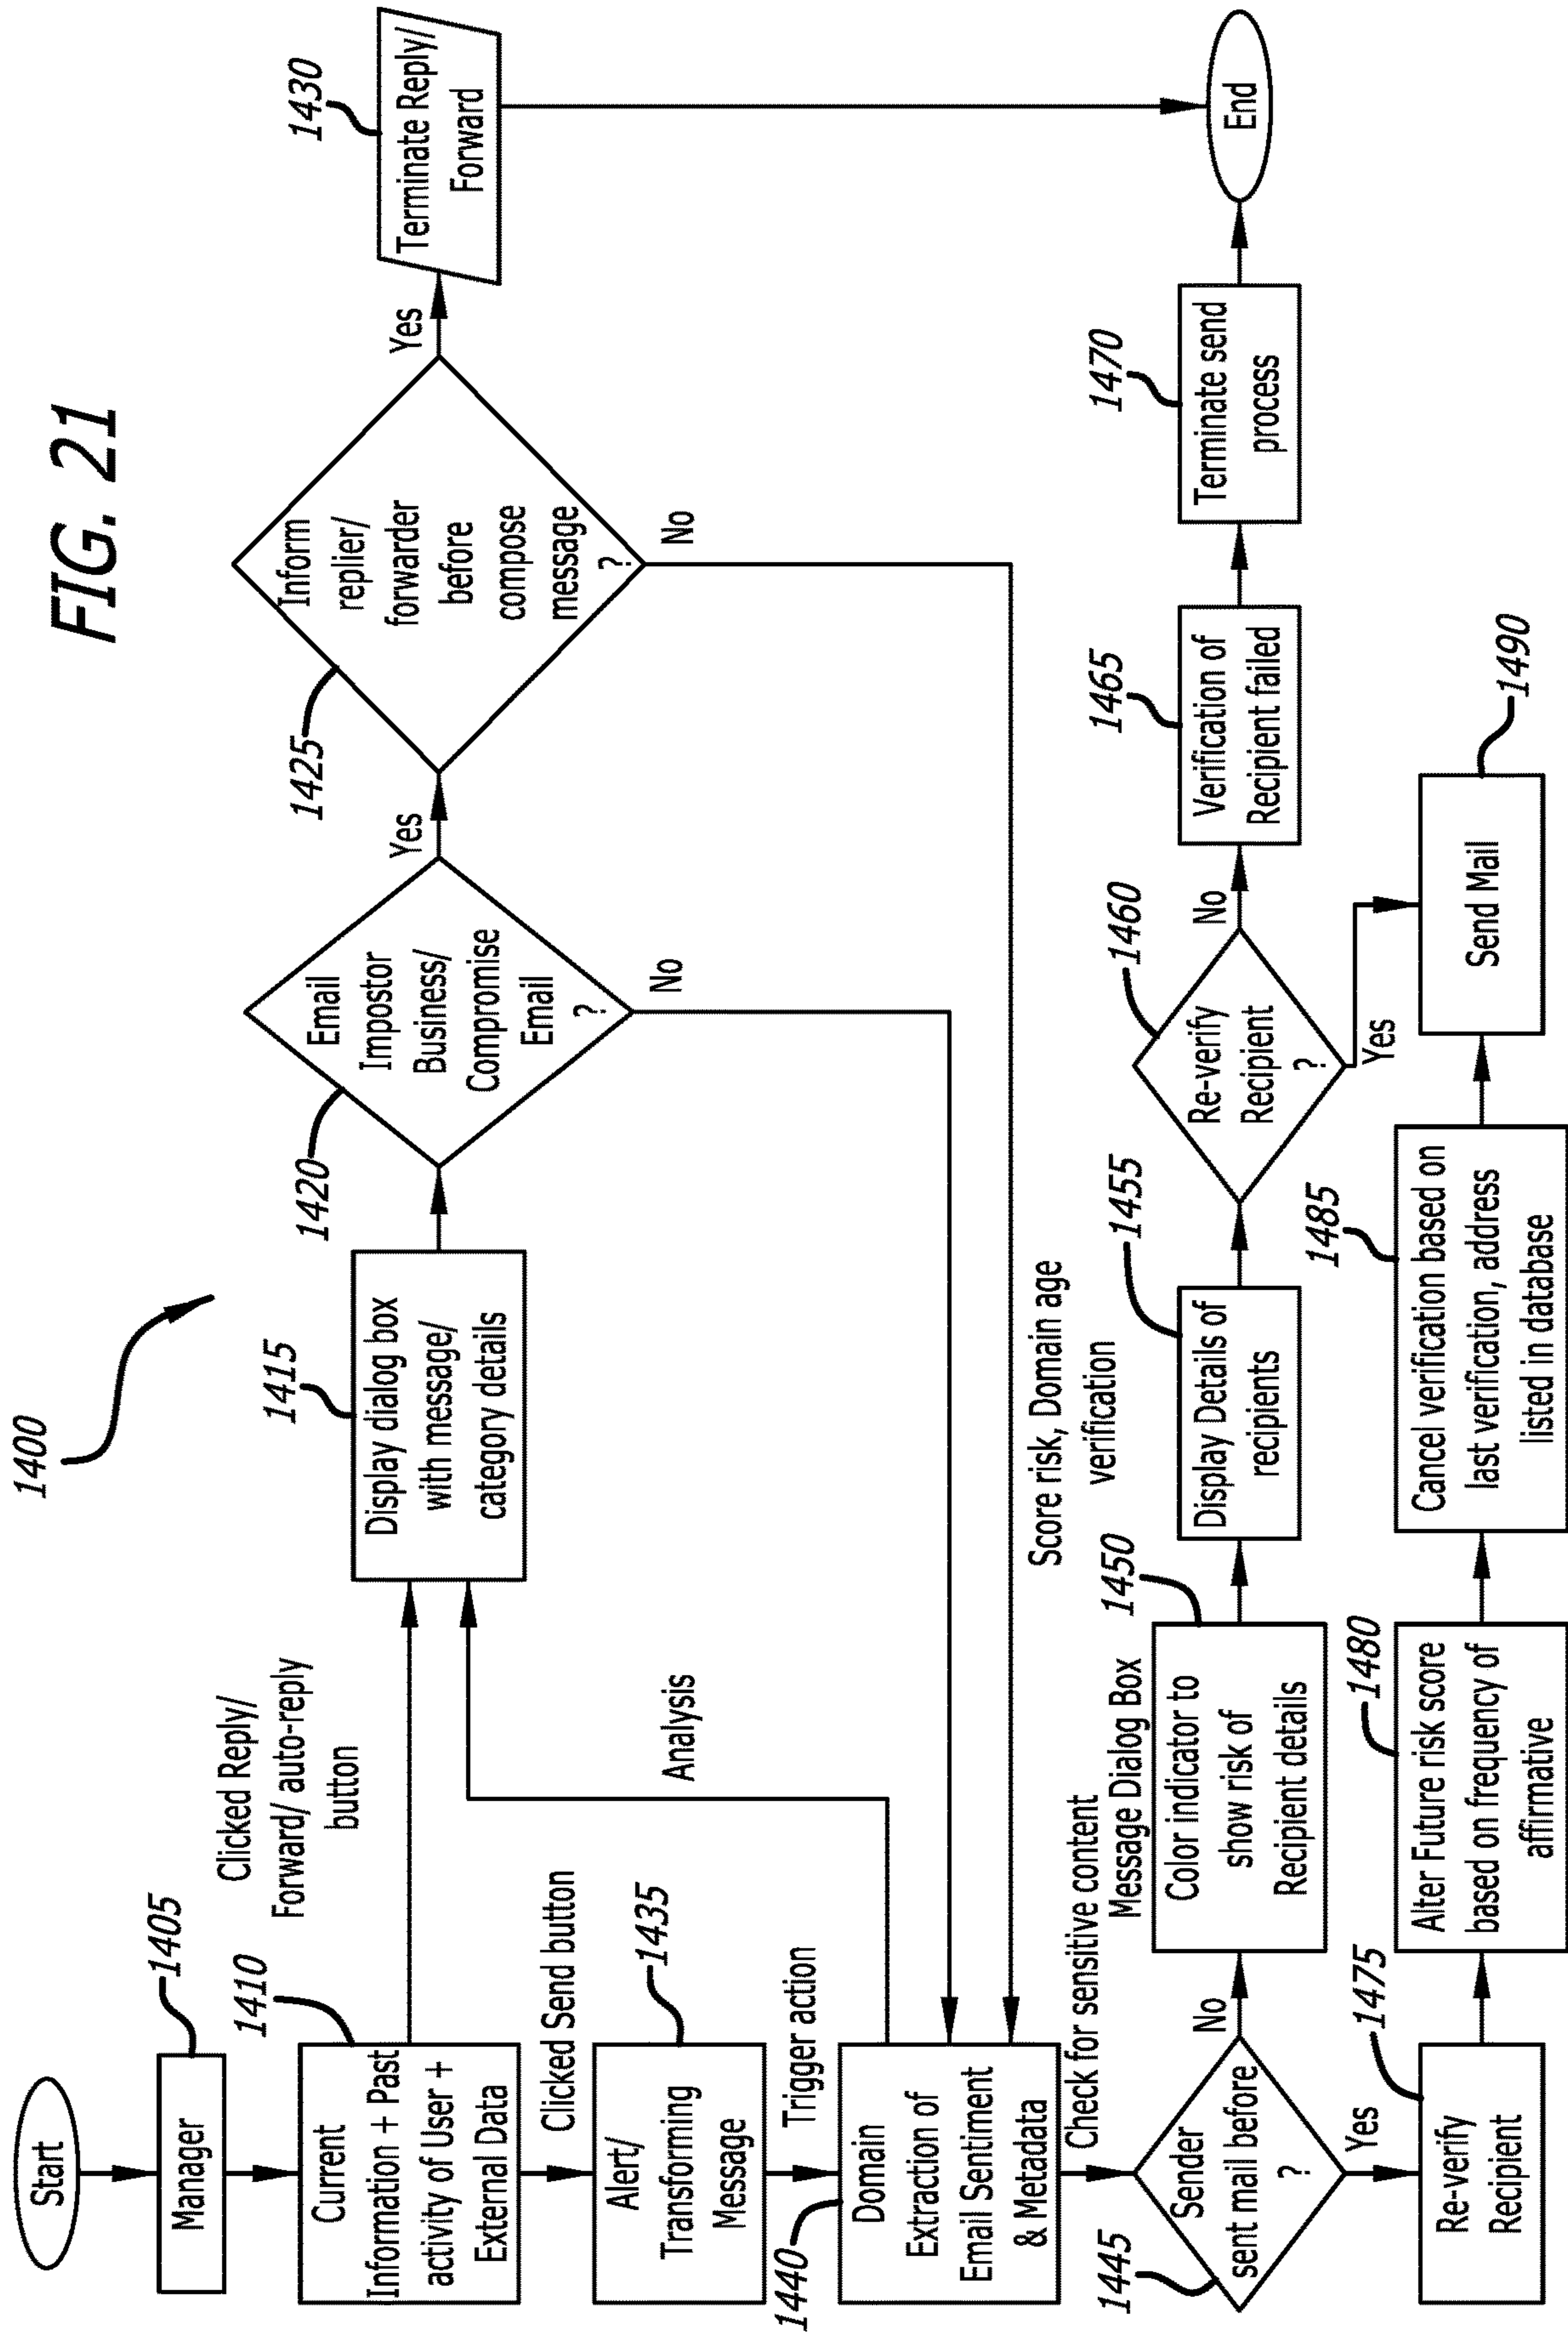 FIG. 21
1400
Start
Manager
1405
Current
Information + Past
activity of User +
External Data
1410
Clicked Reply/
Forward/ auto-reply
button
Display dialog box
with message/
category details
1415
Email
Impostor
Business/
Compromise
Email
?
1420
Yes
No
Inform
replier/
forwarder
before
compose
message
?
1425
Yes
No
Terminate Reply/
Forward
1430
Clicked Send button
Alert/
Transforming
Message
1435
Trigger action
Analysis
Domain
Extraction of
Email Sentiment
& Metadata
1440
Check for sensitive content
Score risk, Domain age
verification
Sender
sent mail before
?
1445
No
Yes
Message Dialog Box
Color indicator to
show risk of
Recipient details
1450
Display Details of
recipients
1455
Re-verify
Recipient
?
1460
No
Yes
Verification of
Recipient failed
1465
Terminate send
process
1470
End
Re-verify
Recipient
1475
Alter Future risk score
based on frequency of
affirmative
1480
Cancel verification based on
last verification, address
listed in database
1485
Send Mail
1490